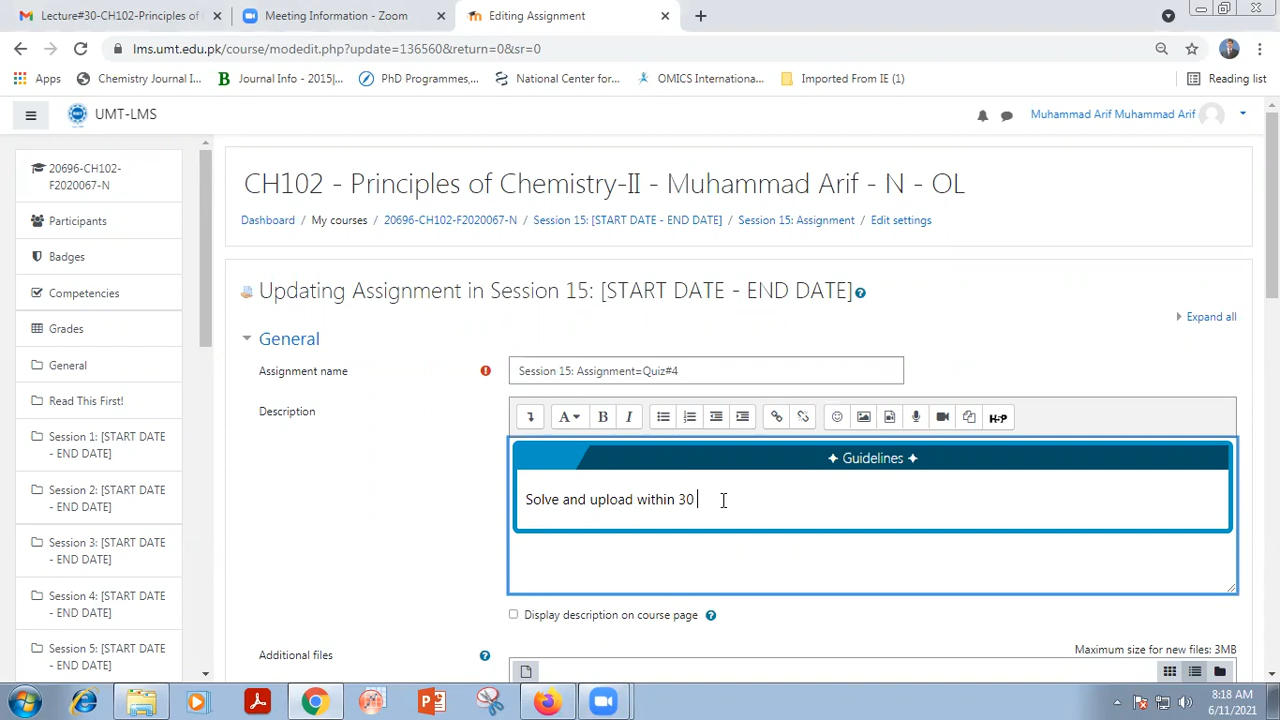 Lecture#30-CH102-Principles of
Meeting Information - Zoom
Editing Assignment
lms.umt.edu.pk/course/modedit.php?update=136560&return=0&sr=0
Apps
Chemistry Journal I...
Journal Info - 2015|...
PhD Programmes,...
National Center for...
OMICS Internationa...
Imported From IE (1)
Reading list
UMT-LMS
Muhammad Arif Muhammad Arif
20696-CH102-
F2020067-N
Participants
Badges
Competencies
Grades
General
Read This First!
Session 1: [START DATE
- END DATE]
Session 2: [START DATE
- END DATE]
Session 3: [START DATE
- END DATE]
Session 4: [START DATE
- END DATE]
Session 5: [START DATE
- END DATE]
CH102 - Principles of Chemistry-II - Muhammad Arif - N - OL
Dashboard / My courses / 20696-CH102-F2020067-N / Session 15: [START DATE - END DATE] / Session 15: Assignment / Edit settings
Updating Assignment in Session 15: [START DATE - END DATE]
Expand all
General
Assignment name
Session 15: Assignment=Quiz#4
Description
A
B
I
H-P
✦ Guidelines ✦
Solve and upload within 30
Display description on course page
Maximum size for new files: 3MB
Additional files
8:18 AM
6/11/2021